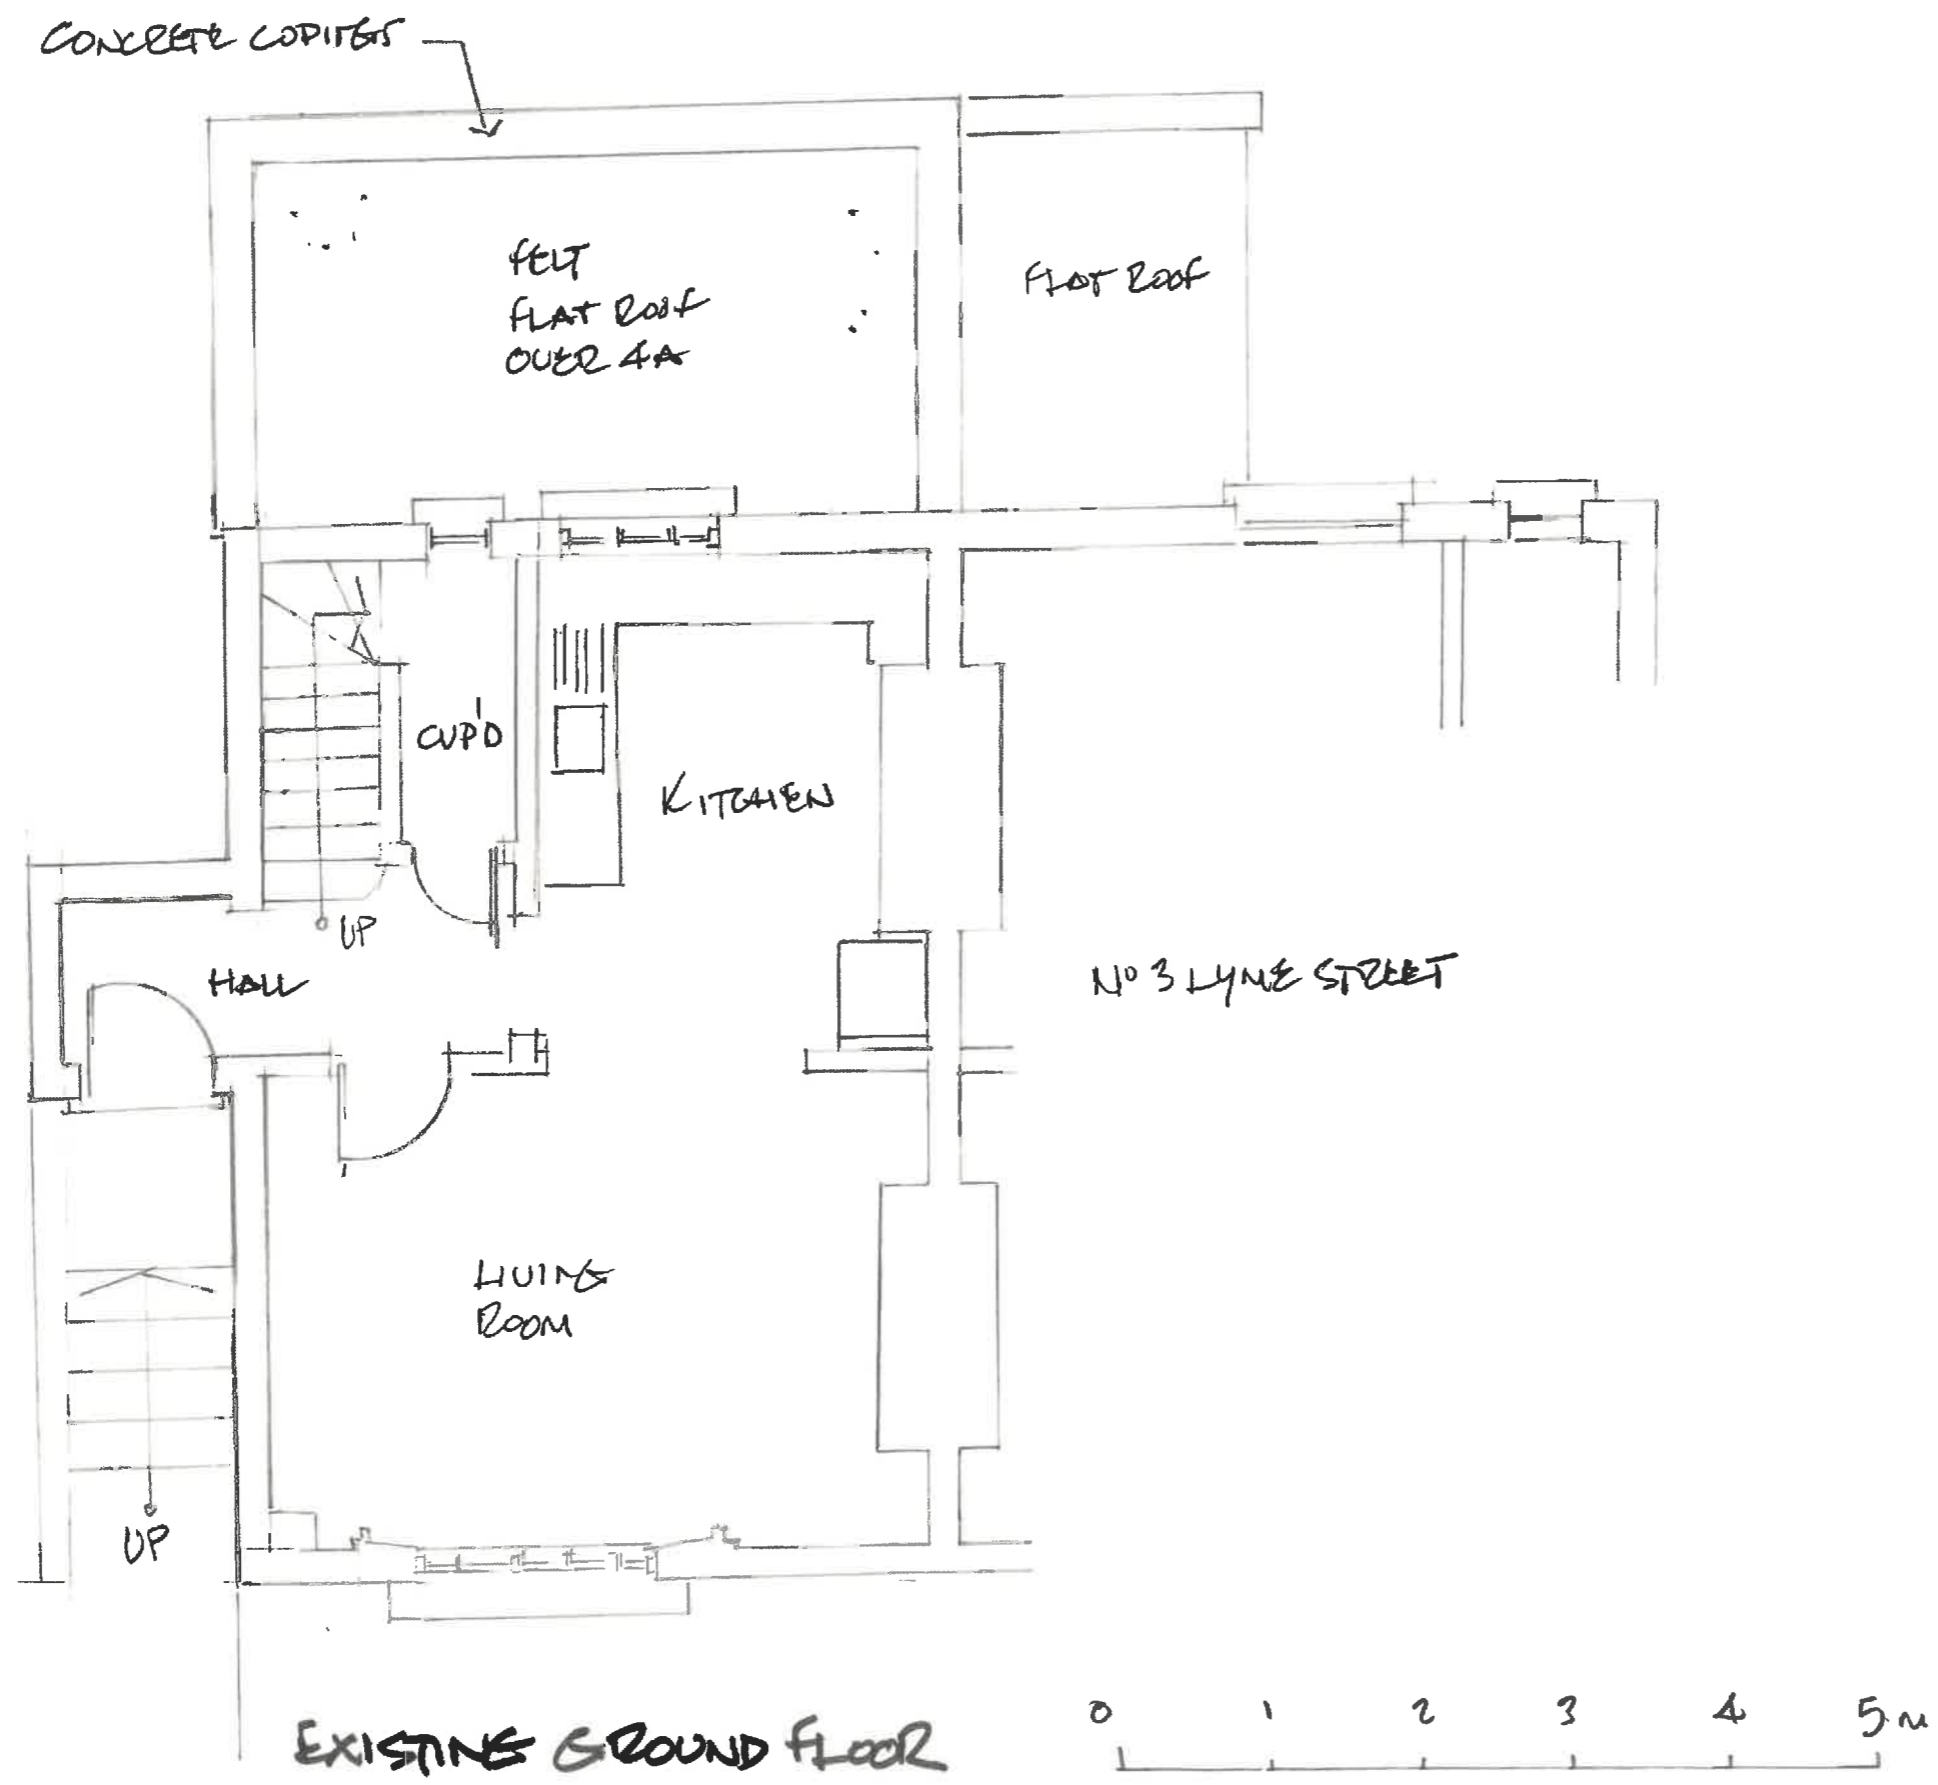 CONCRETE COPINGS
FELT
FLAT ROOF
OVER 4A
FLAT ROOF
CUP'D
KITCHEN
UP
HALL
No 3 LYME STREET
LIVING
ROOM
UP
EXISTING GROUND FLOOR
0 1 2 3 4 5 M